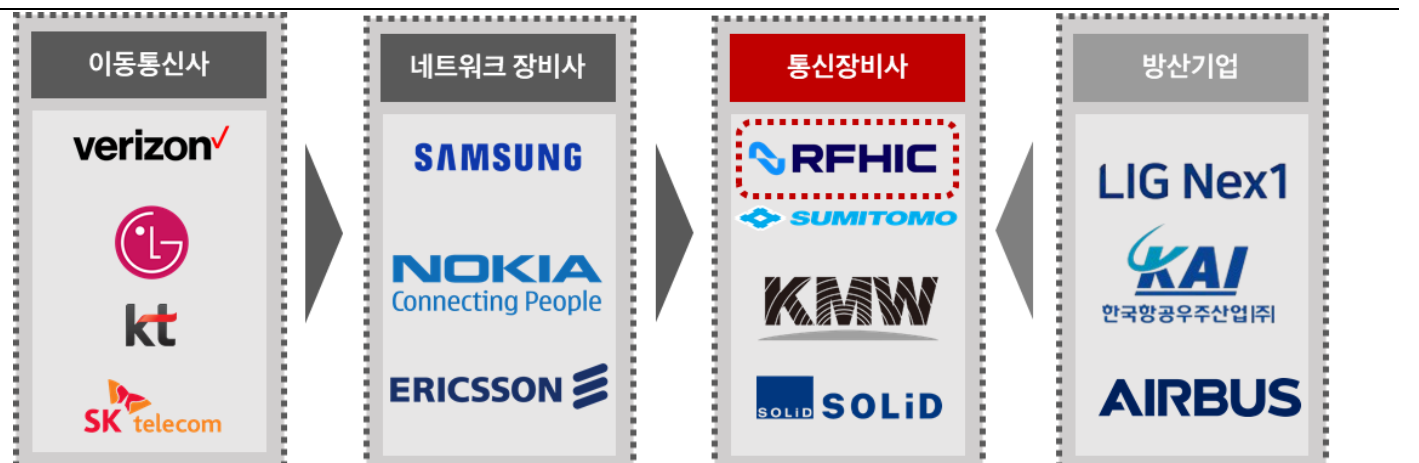 이동통신사
verizon
LG
kt
SK telecom
네트워크 장비사
SAMSUNG
NOKIA
Connecting People
ERICSSON
통신장비사
RFHIC
SUMITOMO
KMW
SOLiD SOLiD
방산기업
LIG Nex1
KAI
한국항공우주산업|주|
AIRBUS